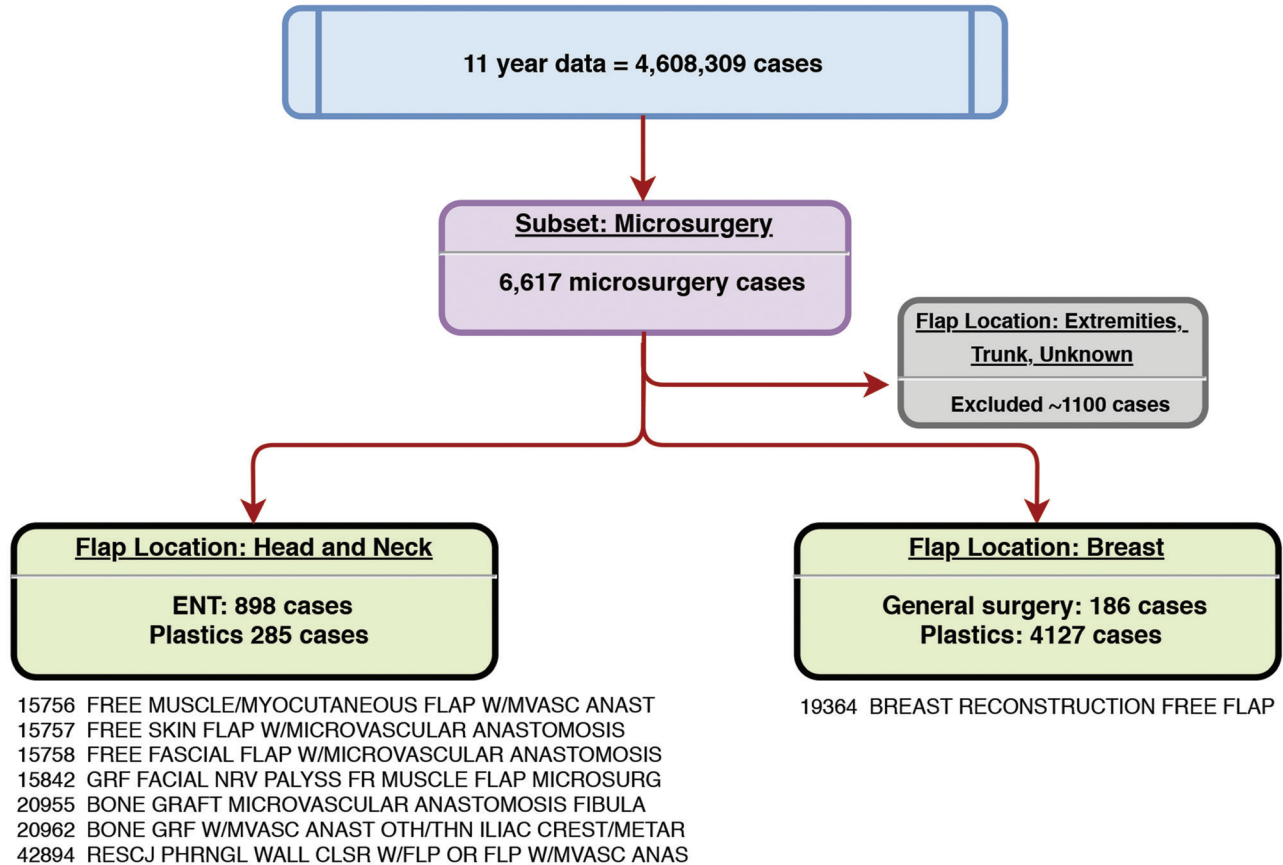 11 year data = 4,608,309 cases
Subset: Microsurgery
6,617 microsurgery cases
Flap Location: Extremities,
Trunk, Unknown
Excluded ~1100 cases
Flap Location: Head and Neck
ENT: 898 cases
Plastics 285 cases
15756 FREE MUSCLE/MYOCUTANEOUS FLAP W/MVASC ANAST
15757 FREE SKIN FLAP W/MICROVASCULAR ANASTOMOSIS
15758 FREE FASCIAL FLAP W/MICROVASCULAR ANASTOMOSIS
15842 GRF FACIAL NRV PALYSS FR MUSCLE FLAP MICROSURG
20955 BONE GRAFT MICROVASCULAR ANASTOMOSIS FIBULA
20962 BONE GRF W/MVASC ANAST OTH/THN ILIAC CREST/METAR
42894 RESCJ PHRNGL WALL CLSR W/FLP OR FLP W/MVASC ANAS
Flap Location: Breast
General surgery: 186 cases
Plastics: 4127 cases
19364 BREAST RECONSTRUCTION FREE FLAP